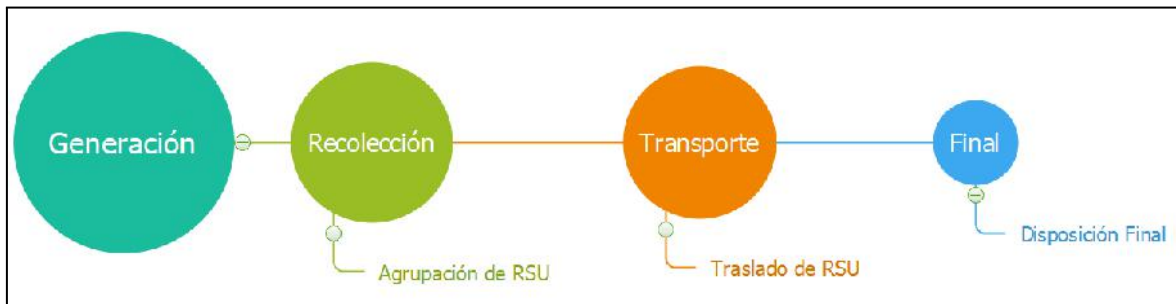 Generación
Recolección
Transporte
Final
Agrupación de RSU
Traslado de RSU
Disposición Final